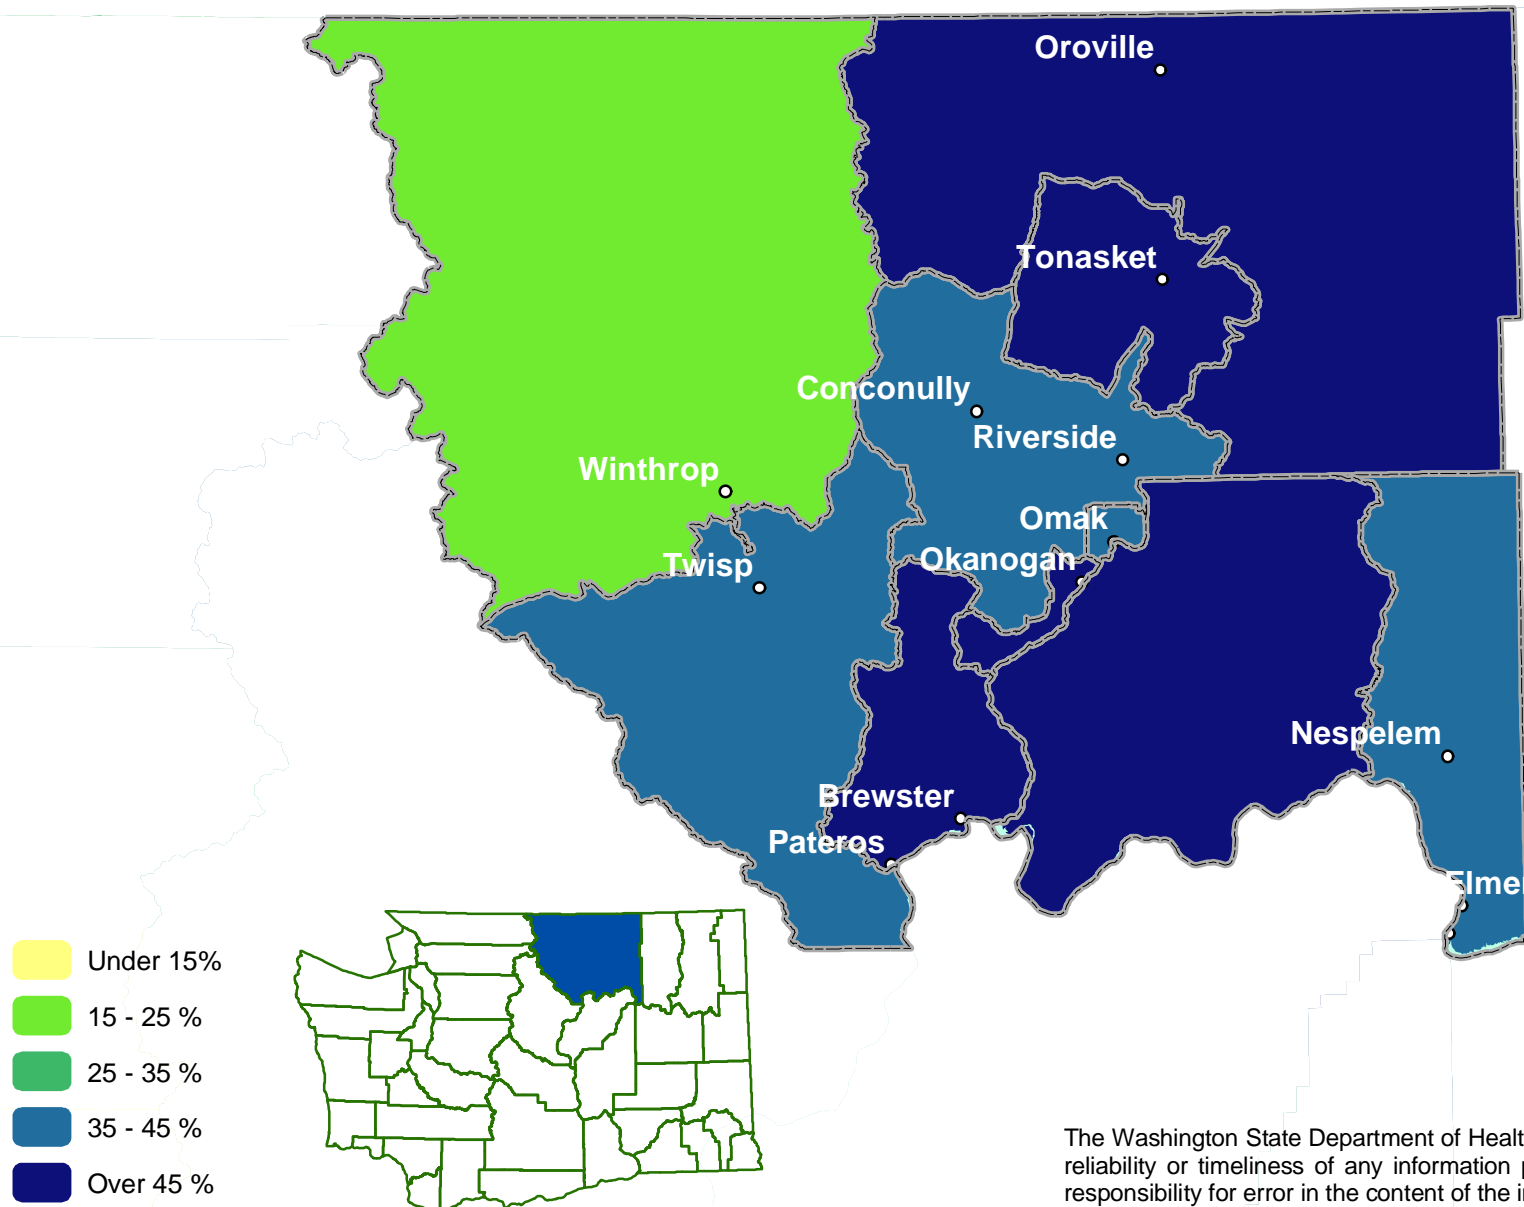 Oroville
Tonasket
Conconully
Riverside
Winthrop
Omak
Okanogan
Twisp
Nespelem
Brewster
Pateros
Elmer
Under 15%
15 - 25 %
25 - 35 %
35 - 45 %
Over 45 %
The Washington State Department of Healt
reliability or timeliness of any information p
responsibility for error in the content of the i